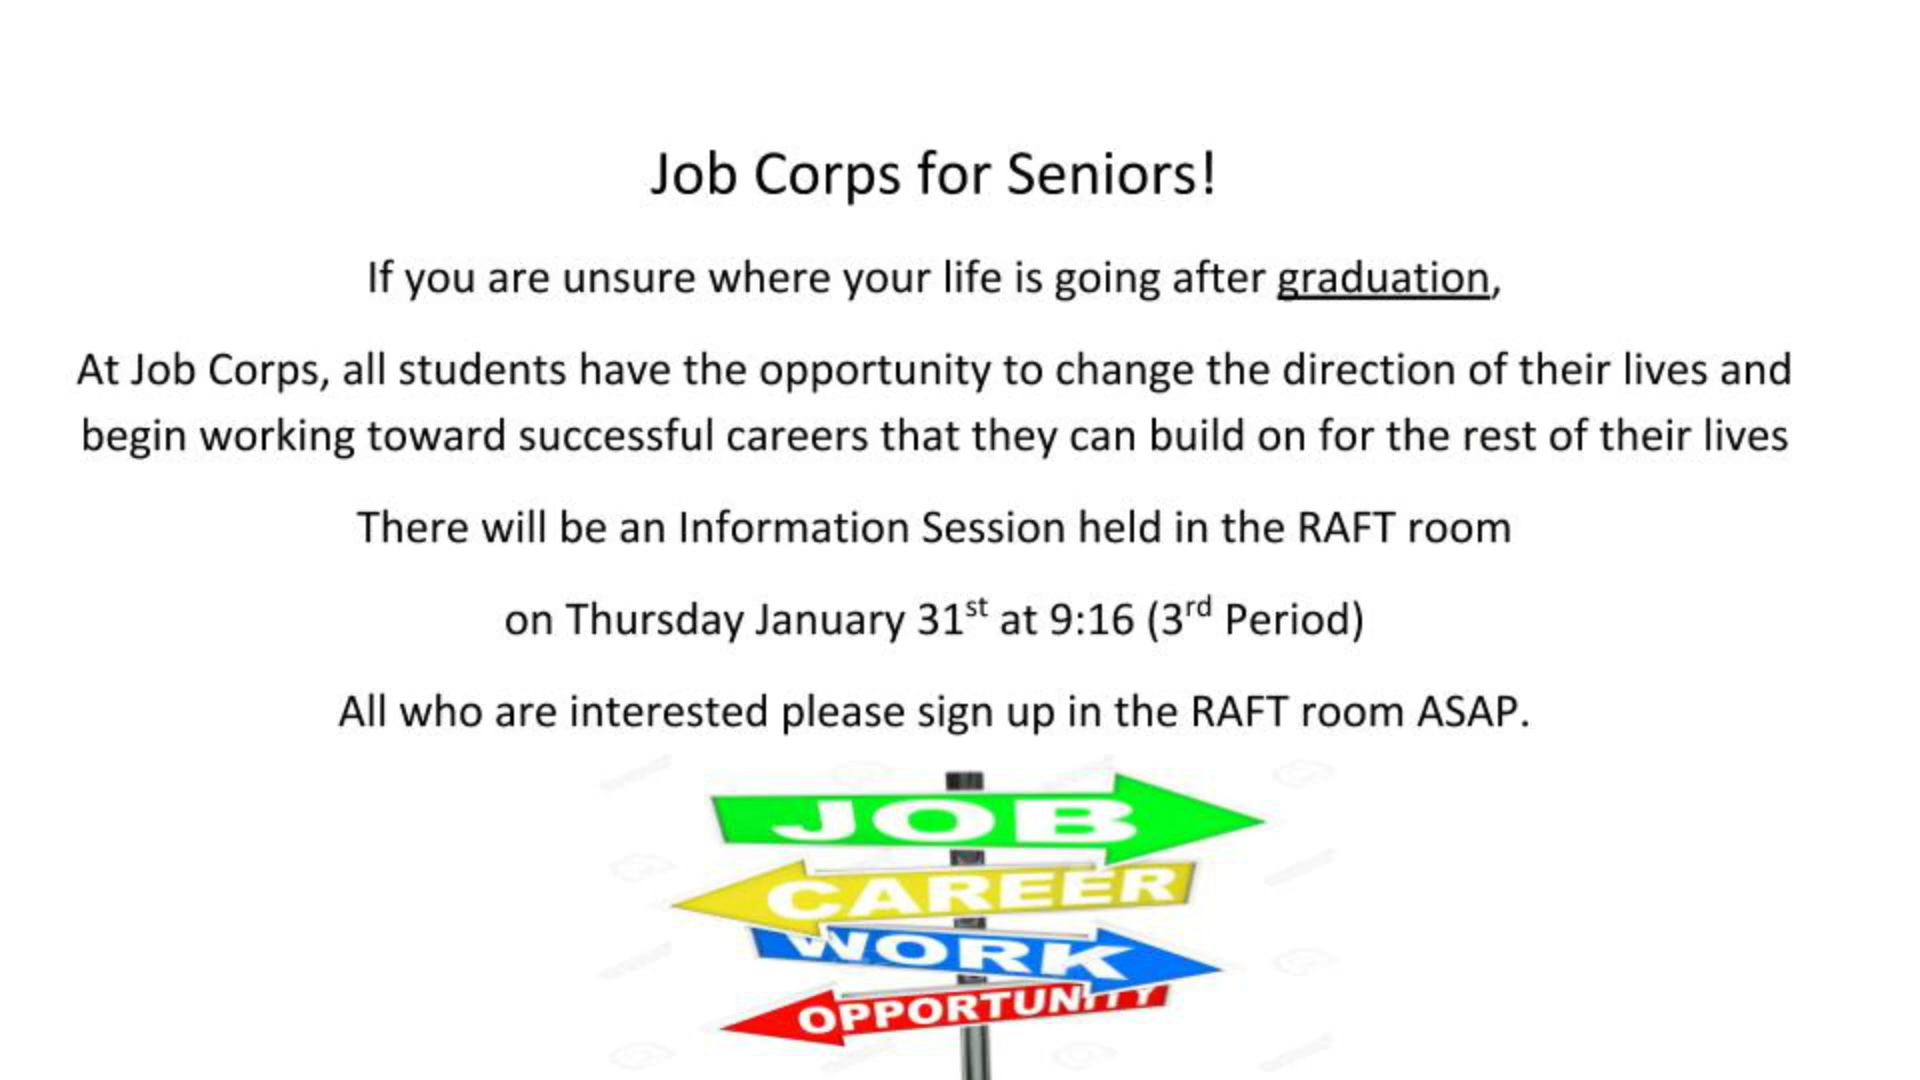 Job Corps for Seniors!
If you are unsure where your life is going after graduation,
At Job Corps, all students have the opportunity to change the direction of their lives and
begin working toward successful careers that they can build on for the rest of their lives
There will be an Information Session held in the RAFT room
on Thursday January 31st at 9:16 (3rd Period)
All who are interested please sign up in the RAFT room ASAP.
JOB
CAREER
WORK
OPPORTUNITY